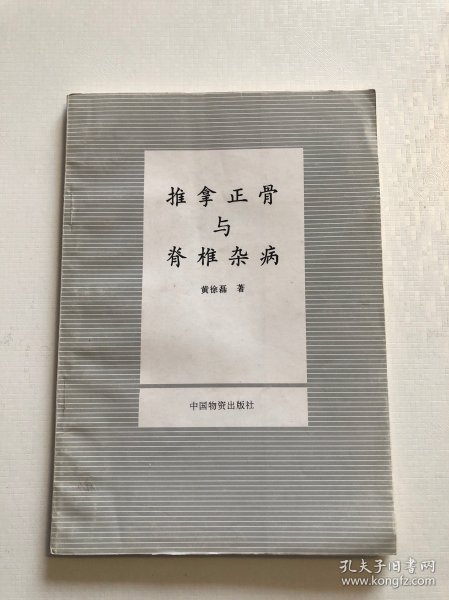 推拿正骨
与
脊椎杂病
黄徐磊 著
中国物资出版社
孔夫子旧书网
www.kongfz.com